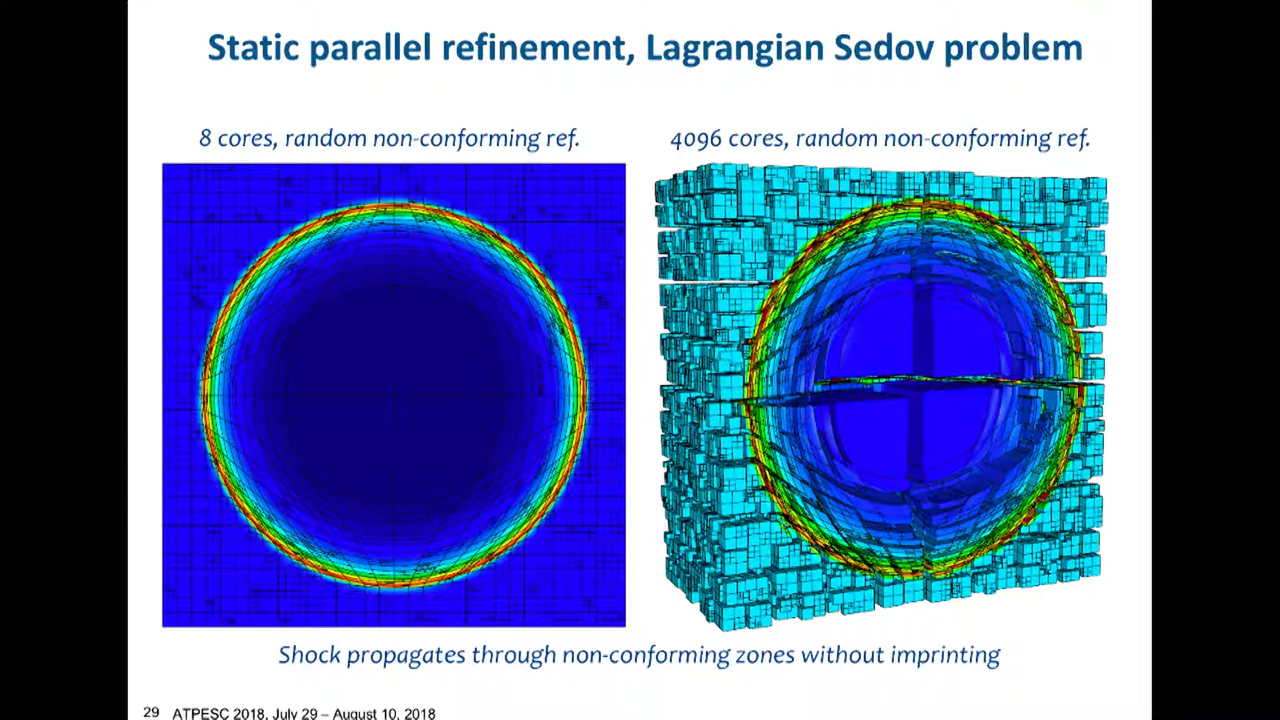 Static parallel refinement, Lagrangian Sedov problem
8 cores, random non-conforming ref.
4096 cores, random non-conforming ref.
Shock propagates through non-conforming zones without imprinting
29 ATPESC 2018, July 29 – August 10, 2018